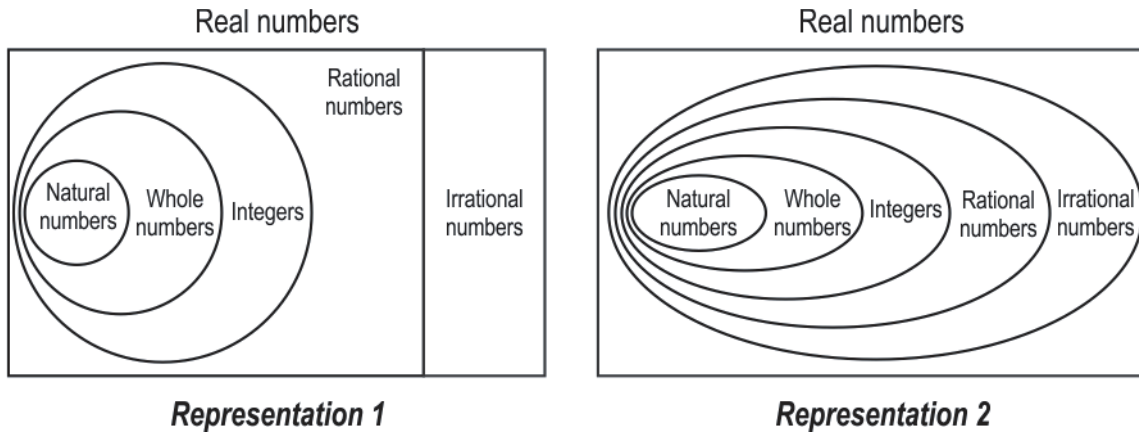 Real numbers
Rational
numbers
Natural
numbers
Whole
numbers
Integers
Irrational
numbers
Representation 1
Real numbers
Natural
numbers
Whole
numbers
Integers
Rational
numbers
Irrational
numbers
Representation 2